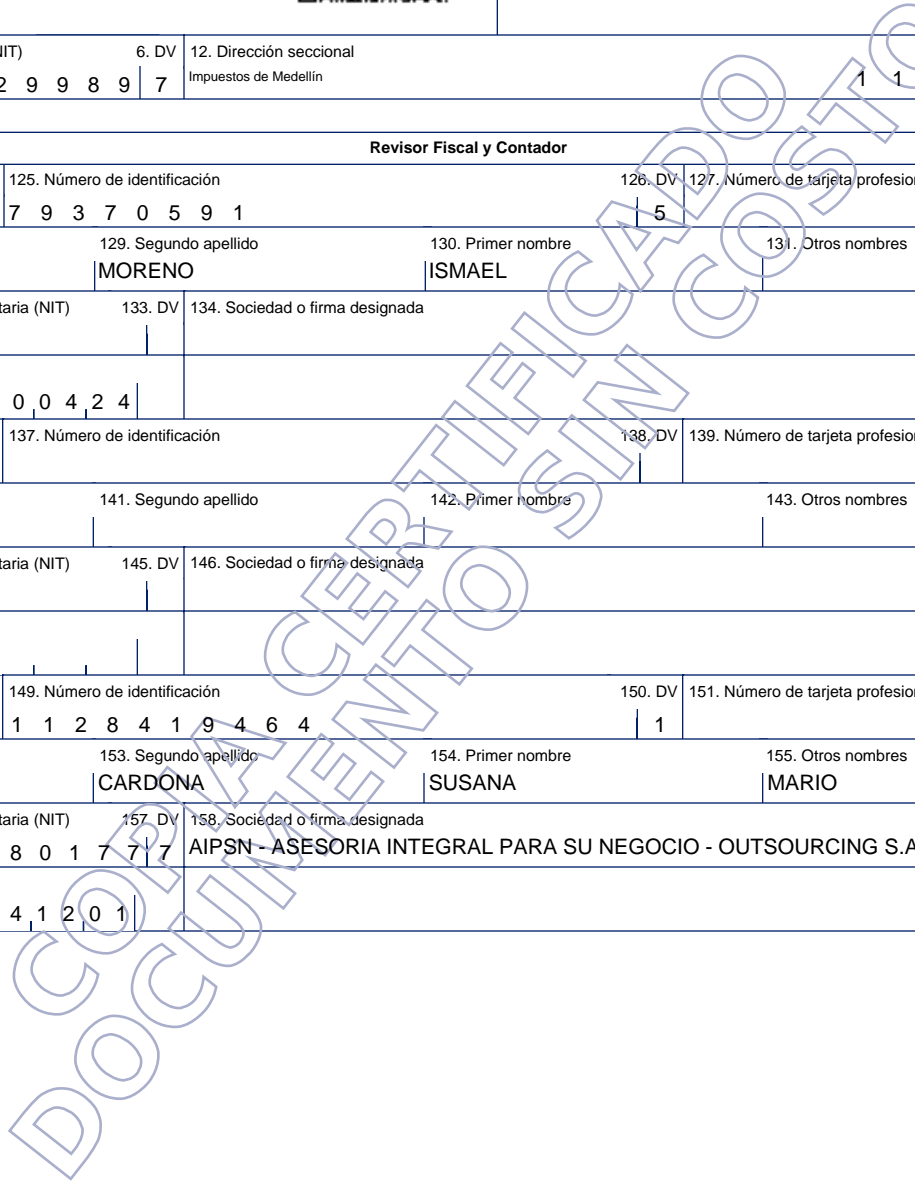 IT) 6. DV 12. Dirección seccional
2 9 9 8 9 7 Impuestos de Medellín 1 1
Revisor Fiscal y Contador
125. Número de identificación 126. DV 127. Número de tarjeta profesion
7 9 3 7 0 5 9 1 5
129. Segundo apellido 130. Primer nombre 131. Otros nombres
MORENO ISMAEL
taria (NIT) 133. DV 134. Sociedad o firma designada
0 0 4 2 4
137. Número de identificación 138. DV 139. Número de tarjeta profesion
141. Segundo apellido 142. Primer nombre 143. Otros nombres
taria (NIT) 145. DV 146. Sociedad o firma designada
149. Número de identificación 150. DV 151. Número de tarjeta profesion
1 1 2 8 4 1 9 4 6 4 1
153. Segundo apellido 154. Primer nombre 155. Otros nombres
CARDONA SUSANA MARIO
taria (NIT) 157. DV 158. Sociedad o firma designada
8 0 1 7 7 7 AIPSN - ASESORIA INTEGRAL PARA SU NEGOCIO - OUTSOURCING S.A
4 1 2 0 1
COPIA CERTIFICADO
DOCUMENTO SIN COSTO